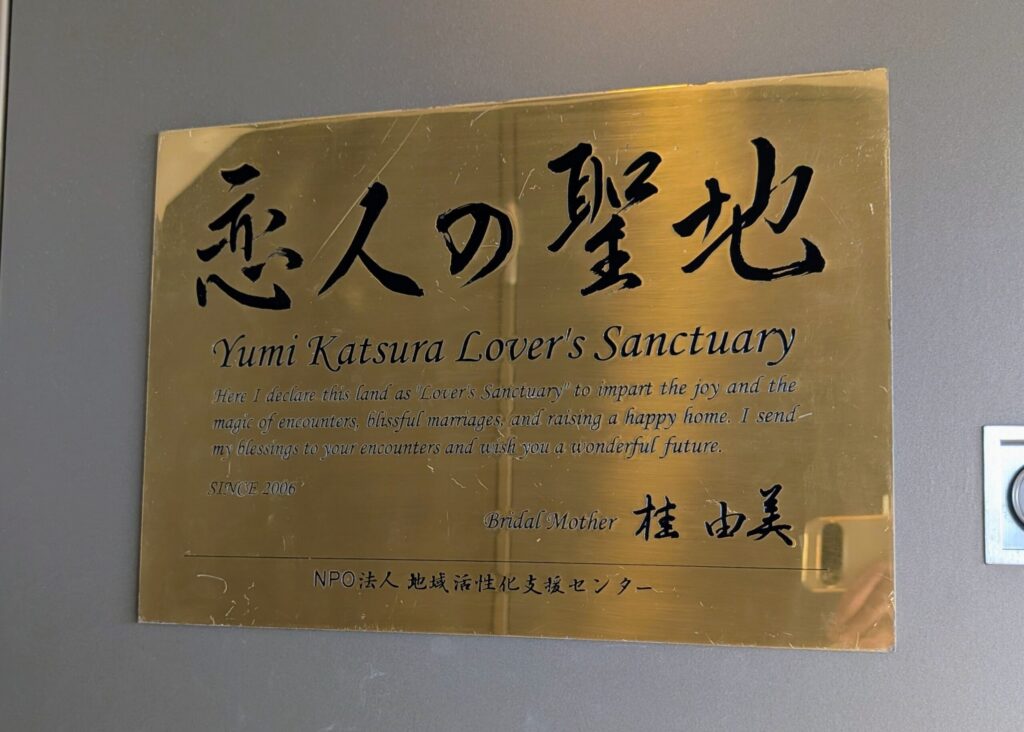 恋人の聖地
Yumi Katsura Lover's Sanctuary
Here I declare this land as "Lover's Sanctuary" to impart the joy and the
magic of encounters, blissful marriages, and raising a happy home. I send
my blessings to your encounters and wish you a wonderful future.
SINCE 2006
Bridal Mother 桂 由美
NPO法人 地域活性化支援センター